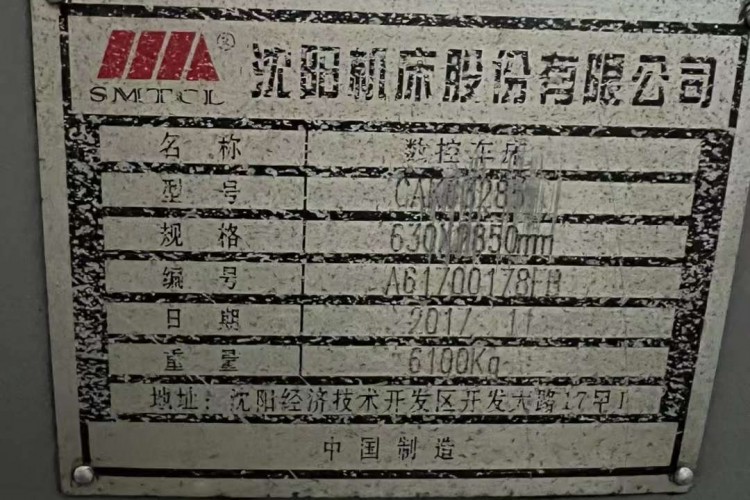 SMTCL ® 沈阳机床股份有限公司
名 称 数控车床
型 号
规 格
编 号
日 期 2017 11
重 量 6100Kg
地址: 沈阳经济技术开发区开发大路17号
中国制造